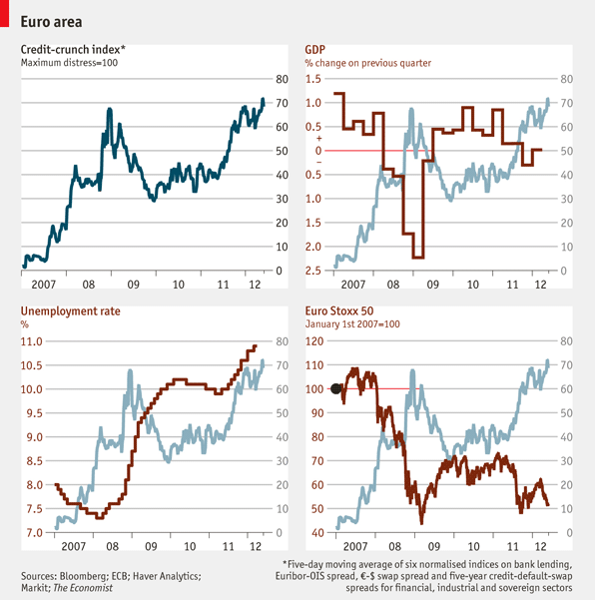 Euro area
Credit-crunch index*
Maximum distress=100
80
70
60
50
40
30
20
10
0
2007 08 09 10 11 12
GDP
% change on previous quarter
1.5 80
1.0 70
0.5 60
+
0 50
–
0.5 40
1.0 30
1.5 20
2.0 10
2.5 0
2007 08 09 10 11 12
Unemployment rate
%
11.0 80
10.5 70
10.0 60
9.5 50
9.0 40
8.5 30
8.0 20
7.5 10
7.0 0
2007 08 09 10 11 12
Euro Stoxx 50
January 1st 2007=100
120 80
110 70
100 60
90 50
80 40
70 30
60 20
50 10
40 0
2007 08 09 10 11 12
Sources: Bloomberg; ECB; Haver Analytics;
Markit; The Economist
*Five-day moving average of six normalised indices on bank lending,
Euribor-OIS spread, €-$ swap spread and five-year credit-default-swap
spreads for financial, industrial and sovereign sectors